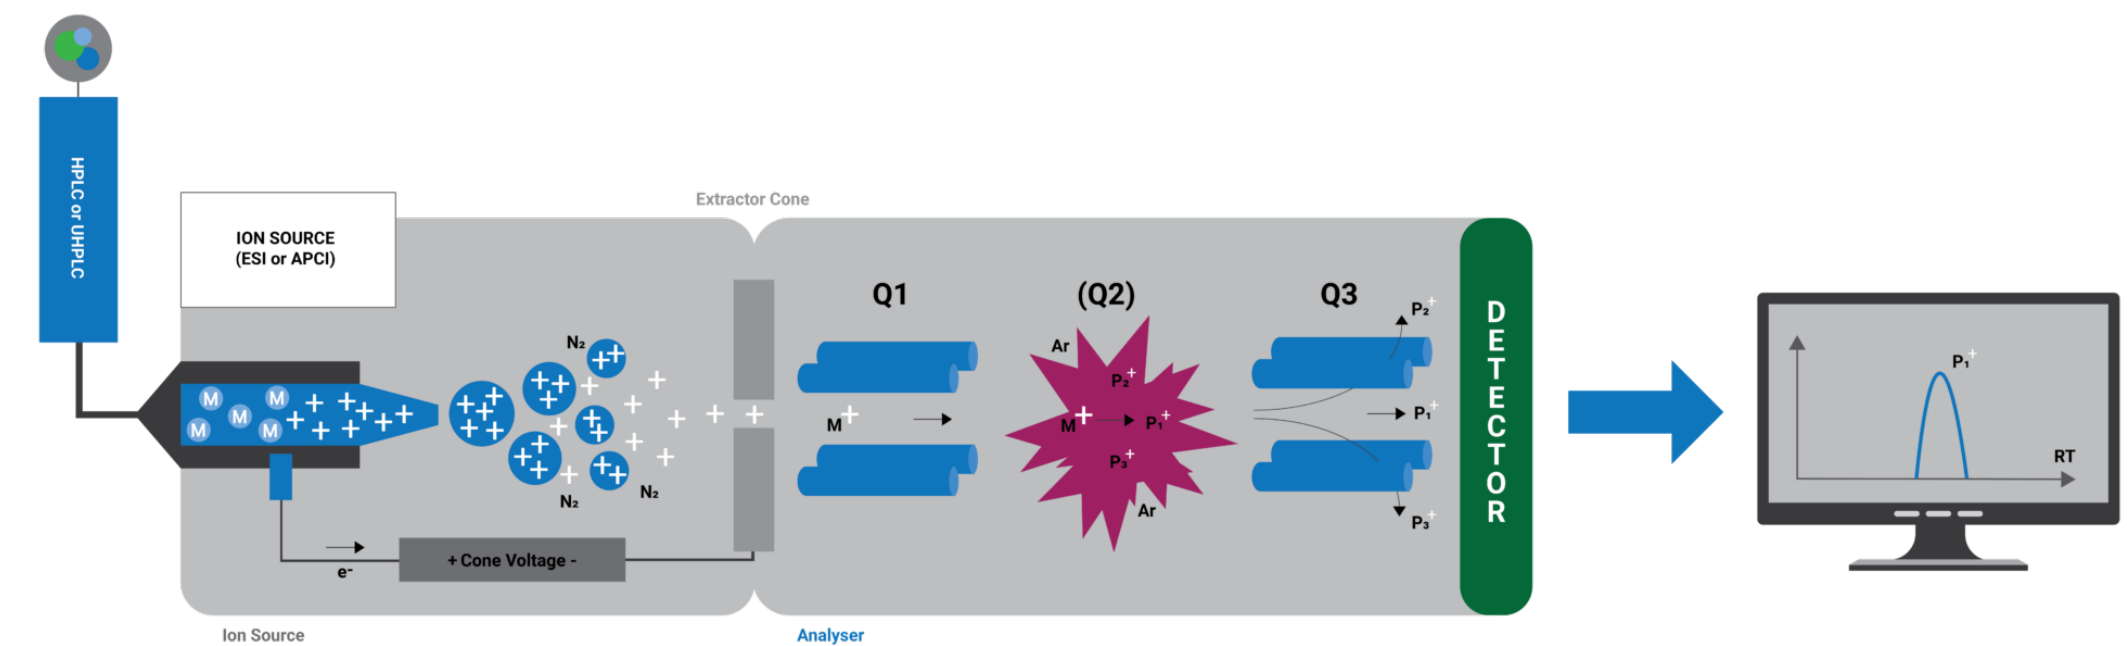 HPLC or UHPLC
ION SOURCE
(ESI or APCI)
Extractor Cone
M
M
M
M
M
+ + + + + + + +
N₂
N₂
N₂
e-
+ Cone Voltage -
Ion Source
Q1
M+
(Q2)
Ar
P₂+
M+
P₁+
P₃+
Ar
Q3
P₂+
P₁+
P₃+
DETECTOR
Analyser
P₁+
RT